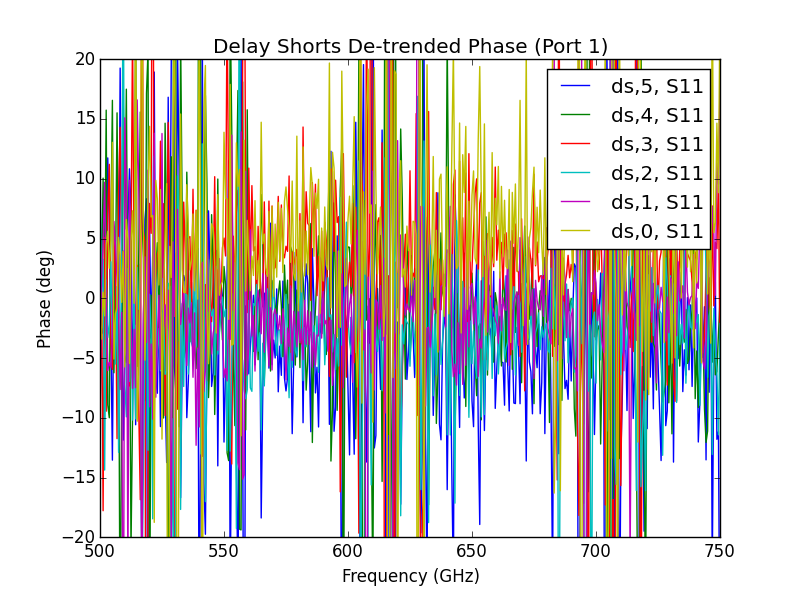 Delay Shorts De-trended Phase (Port 1)
20
15
10
5
0
−5
−10
−15
−20
Phase (deg)
ds,5, S11
ds,4, S11
ds,3, S11
ds,2, S11
ds,1, S11
ds,0, S11
500 550 600 650 700 750
Frequency (GHz)